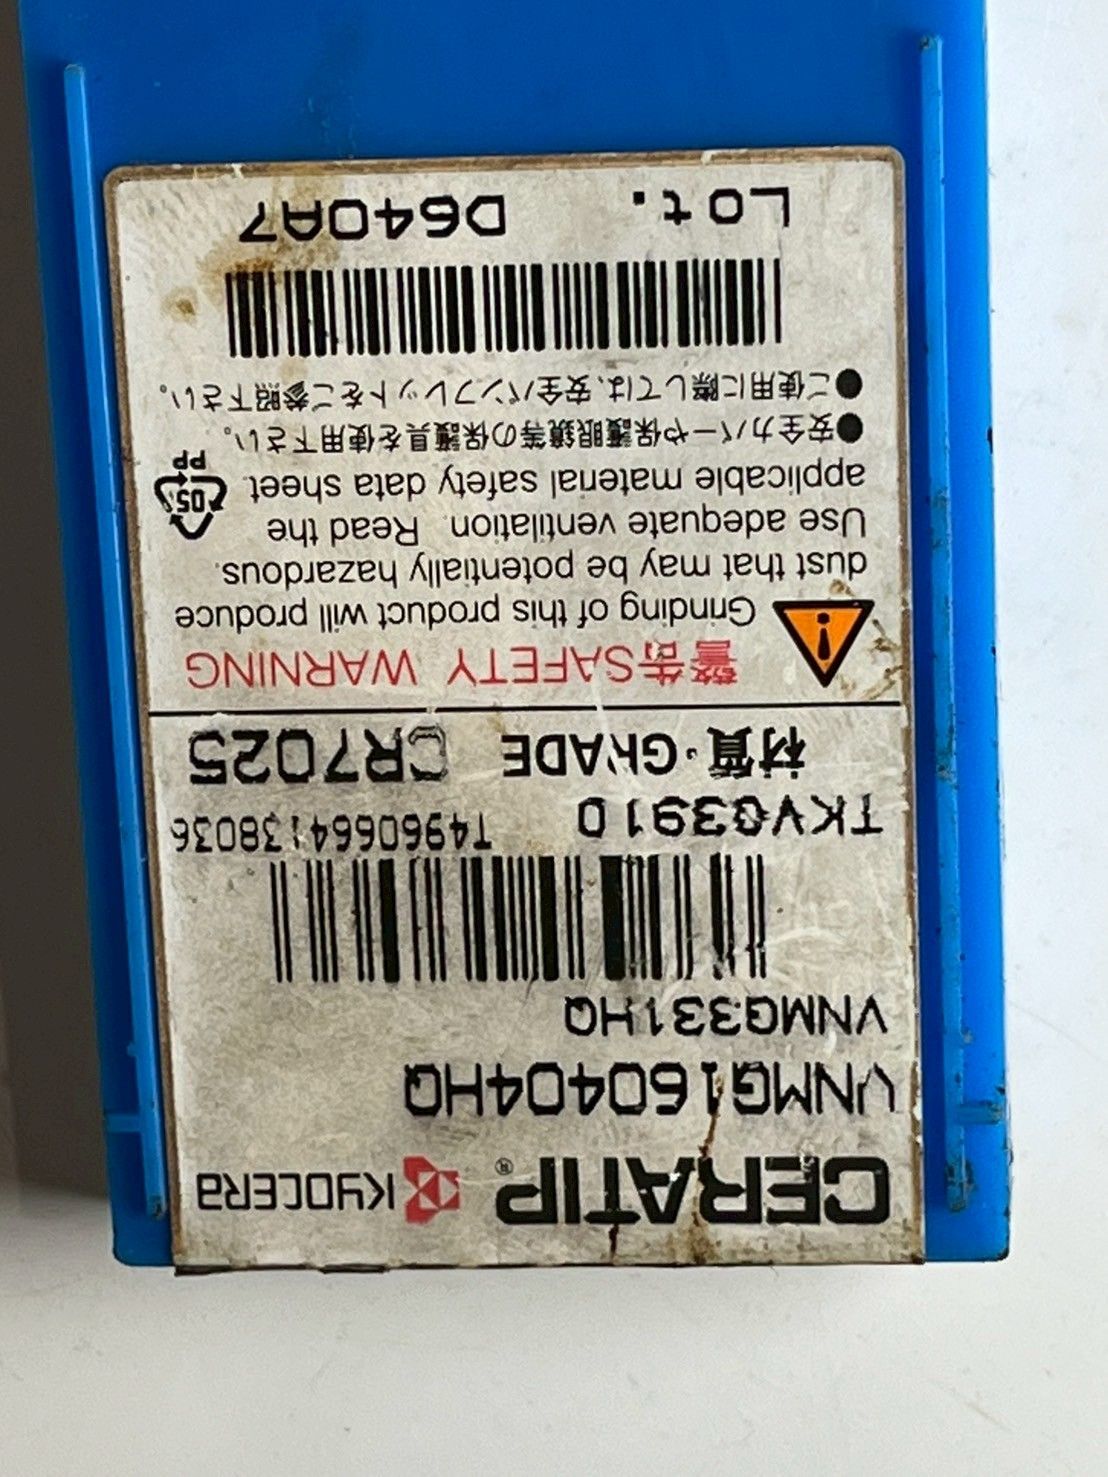 CERATIP® KYOCERA
VNMG160404HQ
VNMG331HQ
TKV03910 T4960664138036
材質・GRADE CR7025
警告SAFETY WARNING
Grinding of this product will produce
dust that may be potentially hazardous.
Use adequate ventilation. Read the
applicable material safety data sheet.
05
PP
●安全カバーや保護眼鏡等の保護具を使用下さい。
●ご使用に際しては、安全パンフレットをご参照下さい。
Lot. D640A7